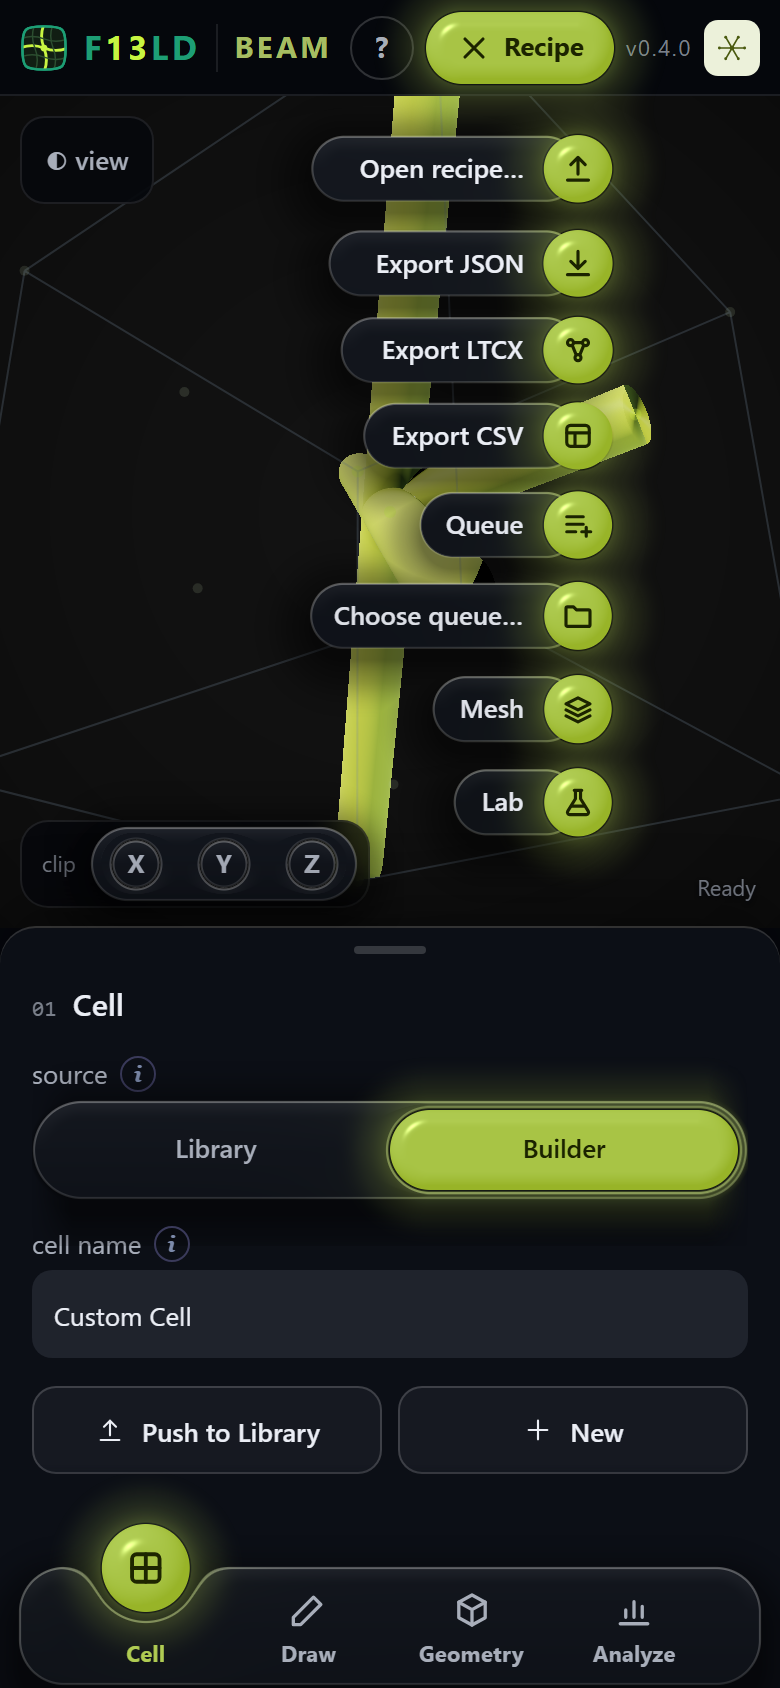 F13LD BEAM ? Recipe v0.4.0
view
Open recipe...
Export JSON
Export LTCX
Export CSV
Queue
Choose queue...
Mesh
Lab
clip X Y Z
Ready
01 Cell
source i
Library Builder
cell name i
Custom Cell
Push to Library New
Cell Draw Geometry Analyze